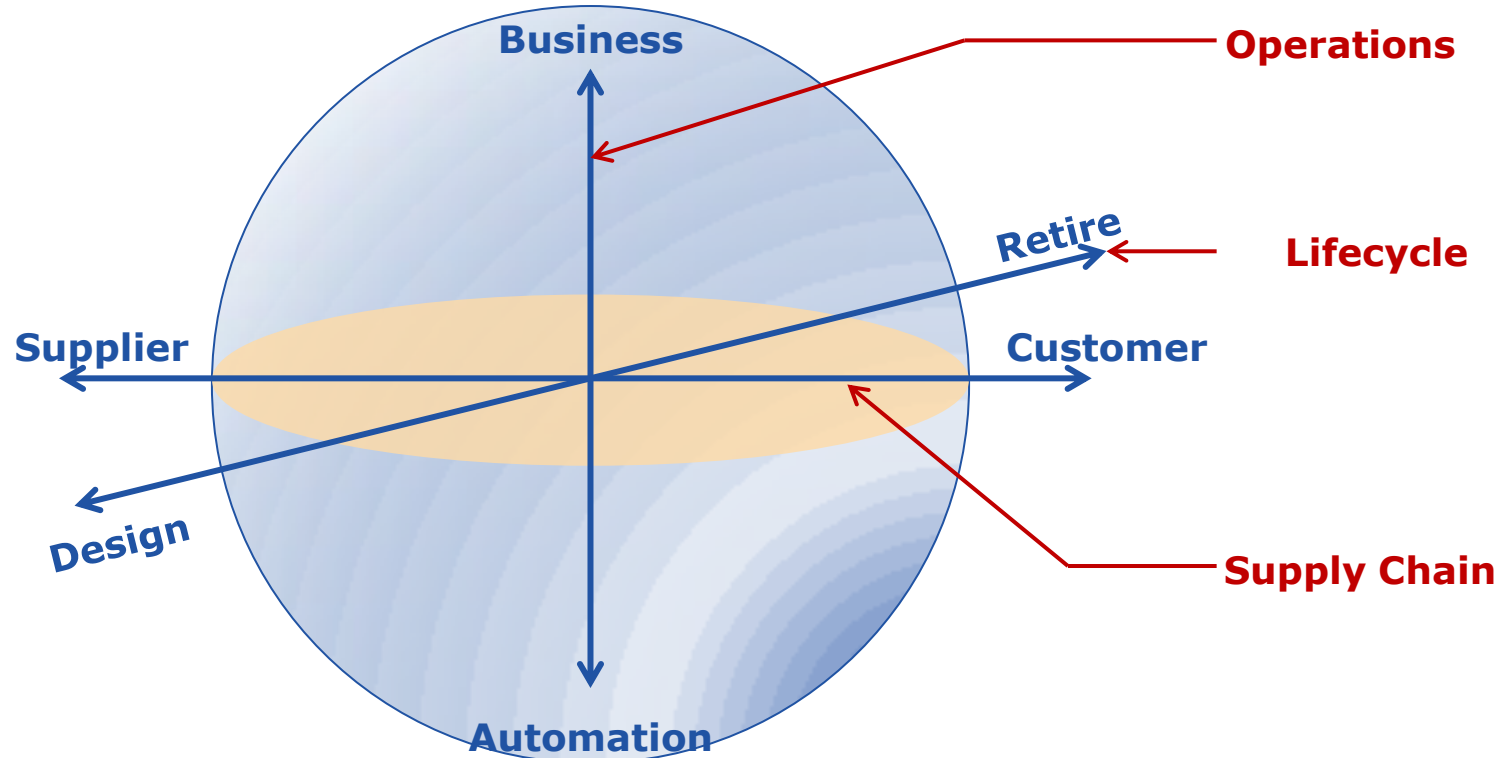 Business
Operations
Retire
Lifecycle
Supplier
Customer
Design
Supply Chain
Automation